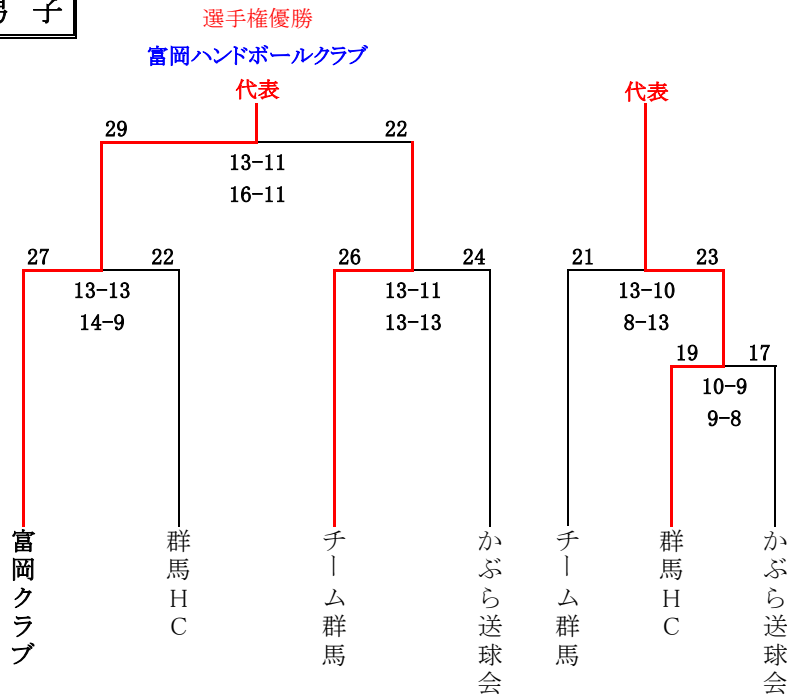 男 子
選手権優勝
富岡ハンドボールクラブ
代表
代表
29 22
13-11
16-11
27 22
26 24
21 23
13-13
14-9
13-11
13-13
13-10
8-13
19 17
10-9
9-8
富岡クラブ
群馬HC
チーム群馬
かぶら送球会
チーム群馬
群馬HC
かぶら送球会